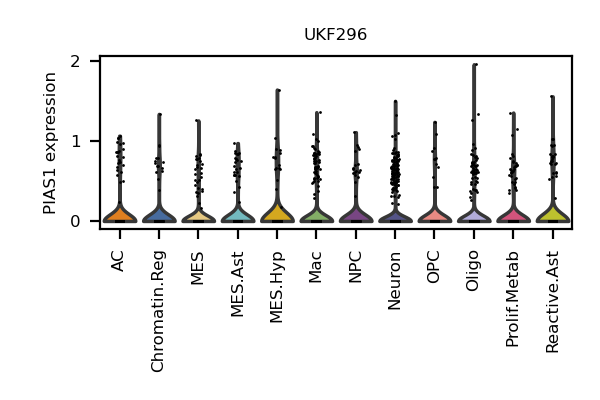 UKF296
PIAS1 expression
2
1
0
AC
Chromatin.Reg
MES
MES.Ast
MES.Hyp
Mac
NPC
Neuron
OPC
Oligo
Prolif.Metab
Reactive.Ast